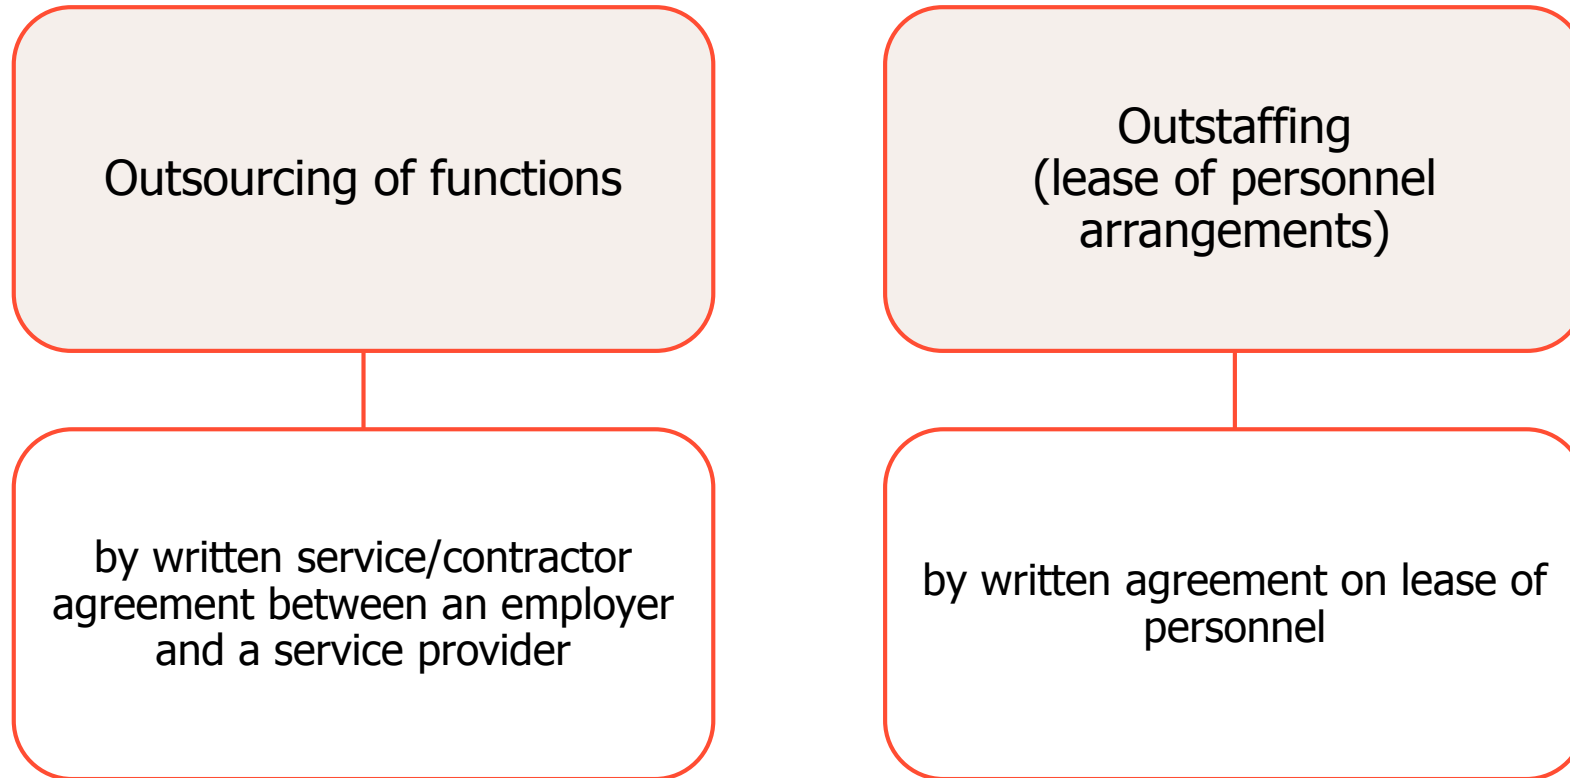 Outsourcing of functions
by written service/contractor
agreement between an employer
and a service provider
Outstaffing
(lease of personnel
arrangements)
by written agreement on lease of
personnel